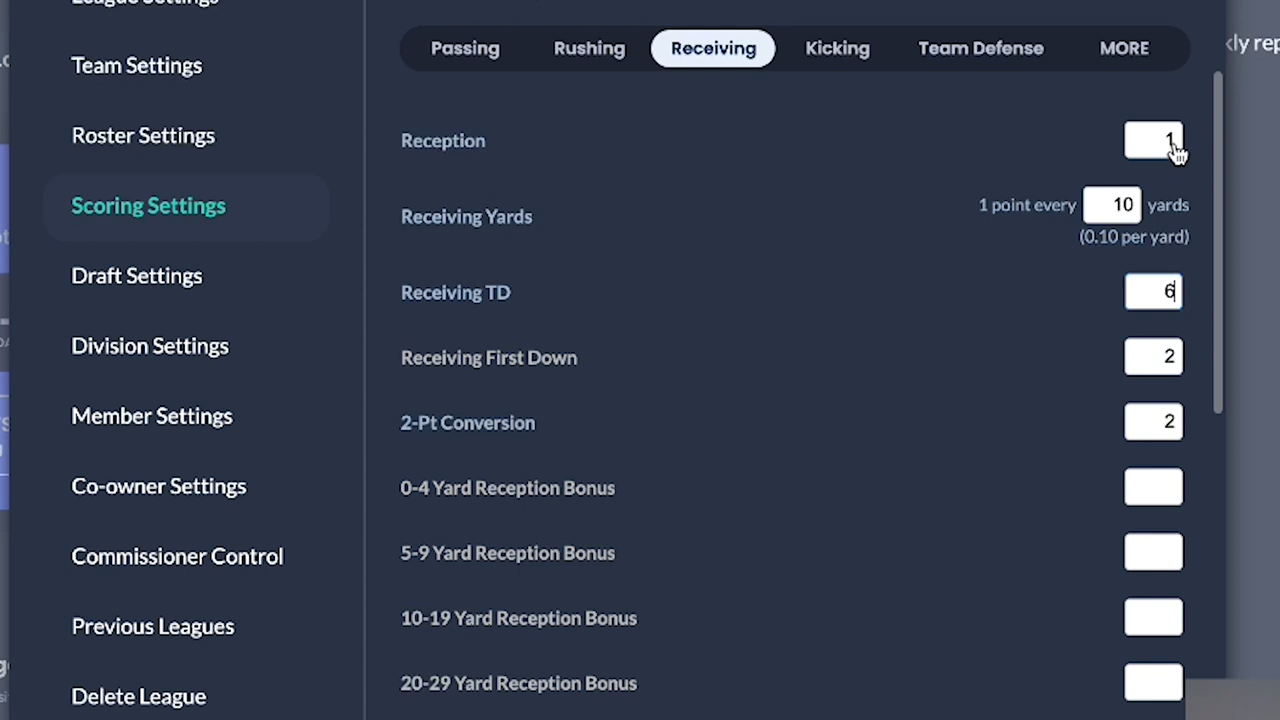 League Settings
Team Settings
Roster Settings
Scoring Settings
Draft Settings
Division Settings
Member Settings
Co-owner Settings
Commissioner Control
Previous Leagues
Delete League
Passing Rushing Receiving Kicking Team Defense MORE
Reception 1
Receiving Yards 1 point every 10 yards
(0.10 per yard)
Receiving TD 6
Receiving First Down 2
2-Pt Conversion 2
0-4 Yard Reception Bonus
5-9 Yard Reception Bonus
10-19 Yard Reception Bonus
20-29 Yard Reception Bonus